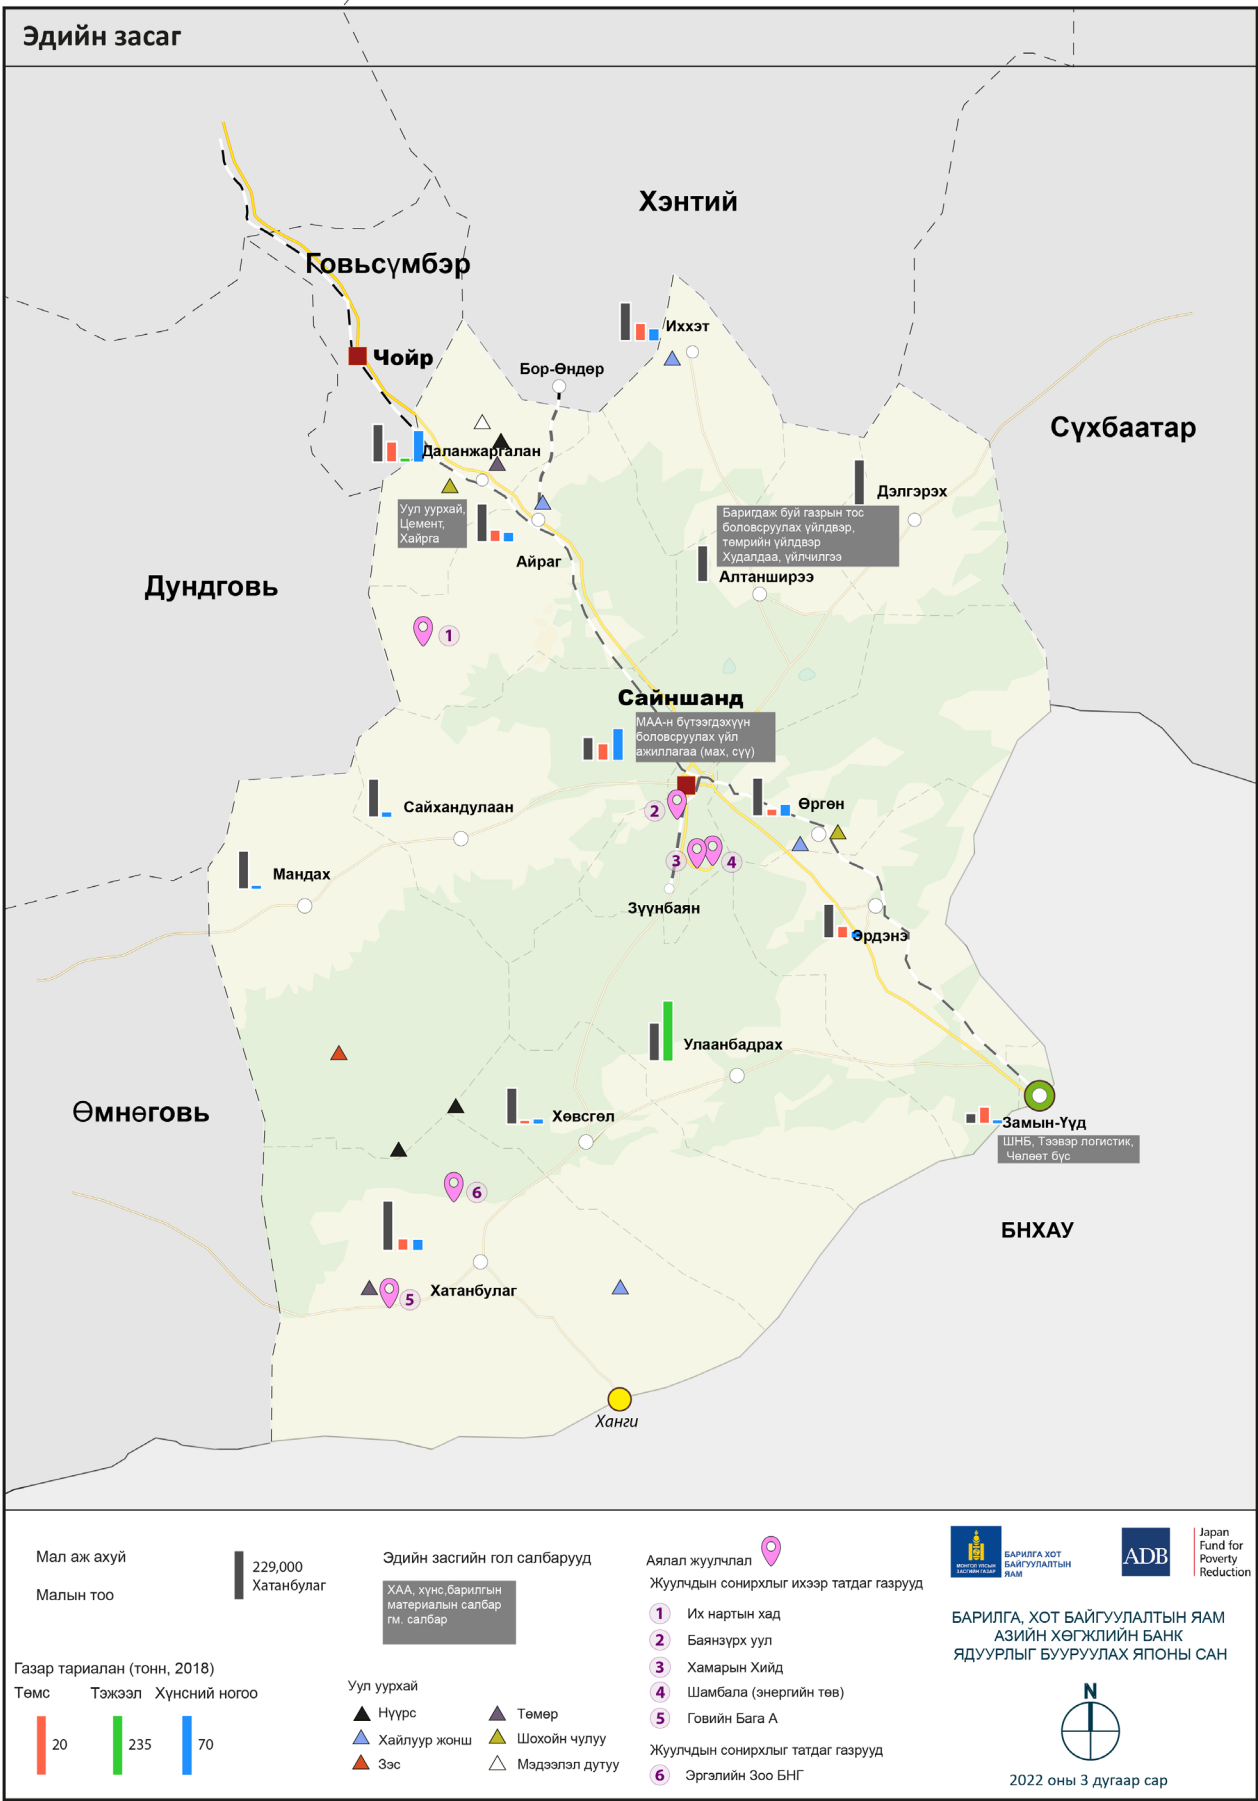 Эдийн засаг
Хэнтий
Говьсүмбэр
Чойр
Иххэт
Бор-Өндөр
Сүхбаатар
Даланжаргалан
Дэлгэрэх
Уул уурхай,
Цемент,
Хайрга
Баригдаж буй газрын тос
боловсруулах үйлдвэр,
төмрийн үйлдвэр
Худалдаа, үйлчилгээ
Айраг
Алтанширээ
Дундговь
1
Сайншанд
МАА-н бүтээгдэхүүн
боловсруулах үйл
ажиллагаа (мах, сүү)
Сайхандулаан
2
Өргөн
3
4
Мандах
Зүүнбаян
Эрдэнэ
Улаанбадрах
Өмнөговь
Хөвсгөл
Замын-Үүд
ШНБ, Тээвэр логистик,
Чөлөөт бүс
6
БНХАУ
Хатанбулаг
5
Ханги
Мал аж ахуй
Малын тоо
229,000
Хатанбулаг
Газар тариалан (тонн, 2018)
Төмс Тэжээл Хүнсний ногоо
20 235 70
Эдийн засгийн гол салбарууд
ХАА, хүнс,барилгын
материалын салбар
гм. салбар
Уул уурхай
Нүүрс
Хайлуур жонш
Зэс
Төмөр
Шохойн чулуу
Мэдээлэл дутуу
Аялал жуулчлал
Жуулчдын сонирхлыг ихээр татдаг газрууд
1 Их нартын хад
2 Баянзүрх уул
3 Хамарын Хийд
4 Шамбала (энергийн төв)
5 Говийн Бага А
Жуулчдын сонирхлыг татдаг газрууд
6 Эргэлийн Зоо БНГ
МОНГОЛ УЛСЫН
ЗАСГИЙН ГАЗАР
БАРИЛГА ХОТ
БАЙГУУЛАЛТЫН
ЯАМ
ADB
Japan
Fund for
Poverty
Reduction
БАРИЛГА, ХОТ БАЙГУУЛАЛТЫН ЯАМ
АЗИЙН ХӨГЖЛИЙН БАНК
ЯДУУРЛЫГ БУУРУУЛАХ ЯПОНЫ САН
N
2022 оны 3 дугаар сар